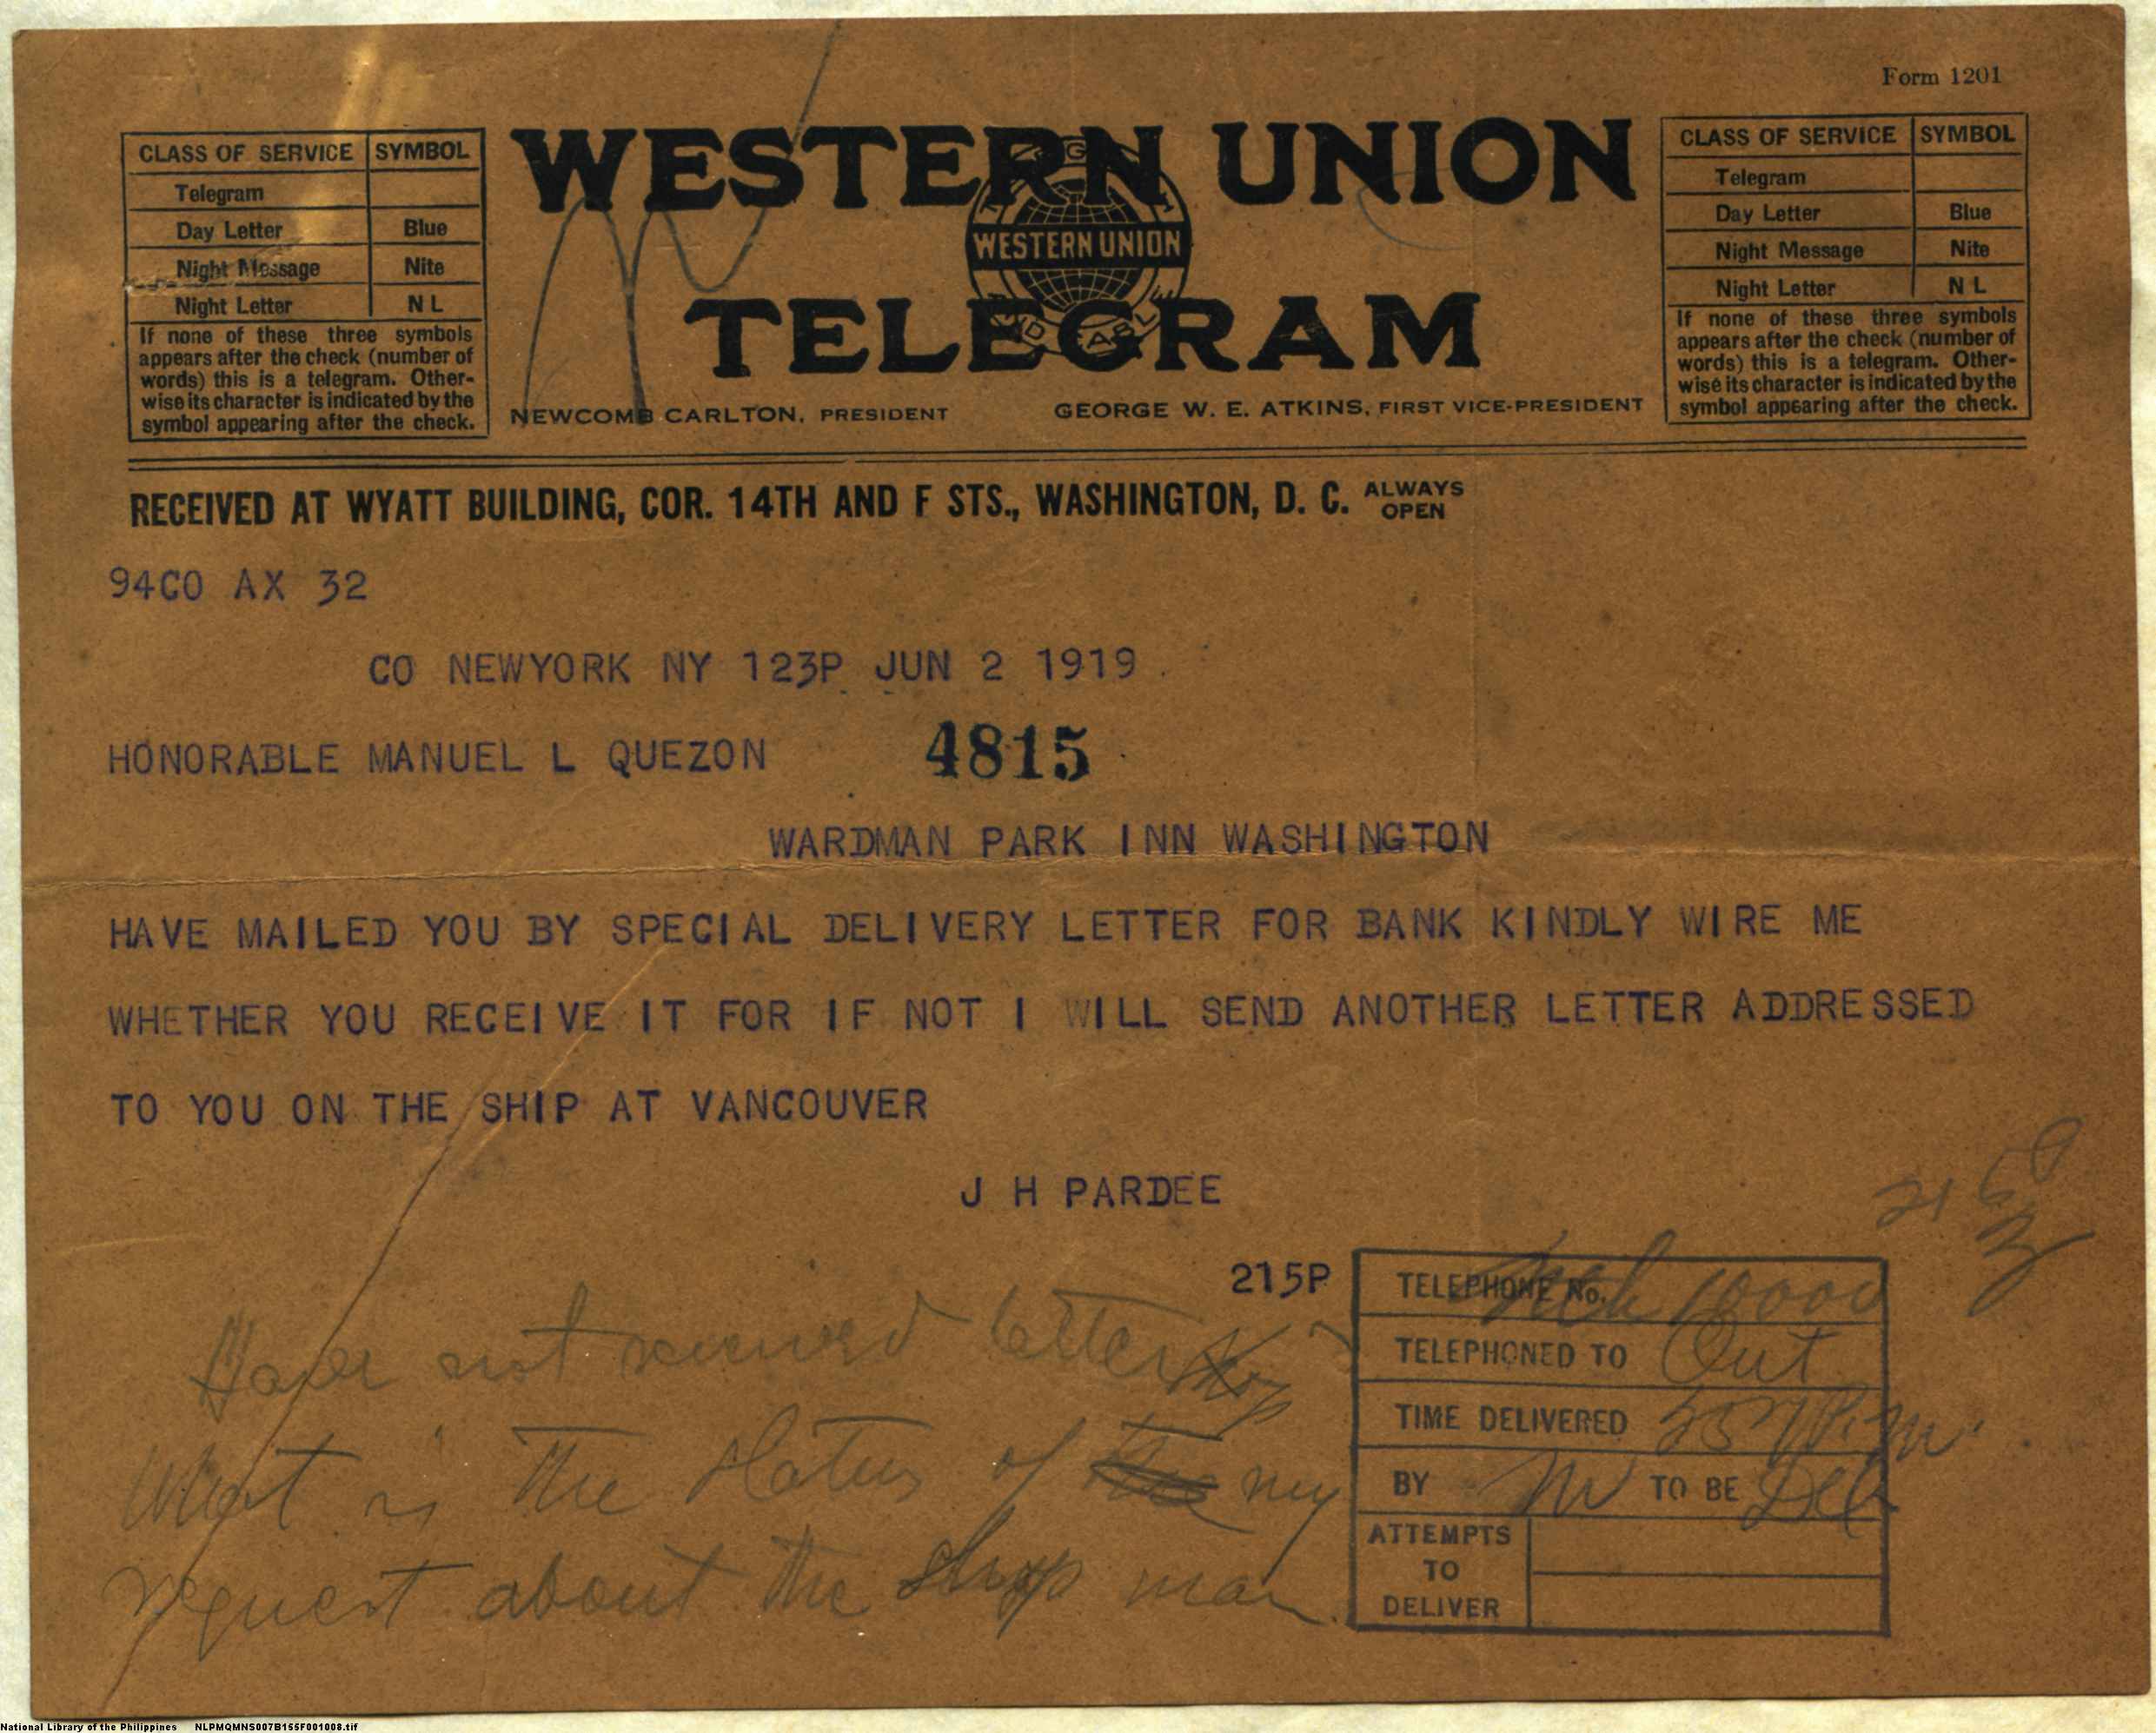 Form 1201
CLASS OF SERVICE SYMBOL
Telegram
Day Letter Blue
Night Message Nite
Night Letter N L
If none of these three symbols
appears after the check (number of
words) this is a telegram. Other-
wise its character is indicated by the
symbol appearing after the check.
WESTERN UNION
WESTERN UNION
TELEGRAM
NEWCOMB CARLTON, PRESIDENT
GEORGE W. E. ATKINS, FIRST VICE-PRESIDENT
CLASS OF SERVICE SYMBOL
Telegram
Day Letter Blue
Night Message Nite
Night Letter N L
If none of these three symbols
appears after the check (number of
words) this is a telegram. Other-
wise its character is indicated by the
symbol appearing after the check.
RECEIVED AT WYATT BUILDING, COR. 14TH AND F STS., WASHINGTON, D. C. ALWAYS OPEN
94CO AX 32
CO NEWYORK NY 123P JUN 2 1919
HONORABLE MANUEL L QUEZON 4815
WARDMAN PARK INN WASHINGTON
HAVE MAILED YOU BY SPECIAL DELIVERY LETTER FOR BANK KINDLY WIRE ME
WHETHER YOU RECEIVE IT FOR IF NOT I WILL SEND ANOTHER LETTER ADDRESSED
TO YOU ON THE SHIP AT VANCOUVER
J H PARDEE
215P
Have not received letter
What is the status of my
request about the ship man
TELEPHONE No. 10000
TELEPHONED TO Out
TIME DELIVERED P.M.
BY M TO BE Del
ATTEMPTS
TO
DELIVER
National Library of the Philippines NLPMQMNS007B155F001008.tif